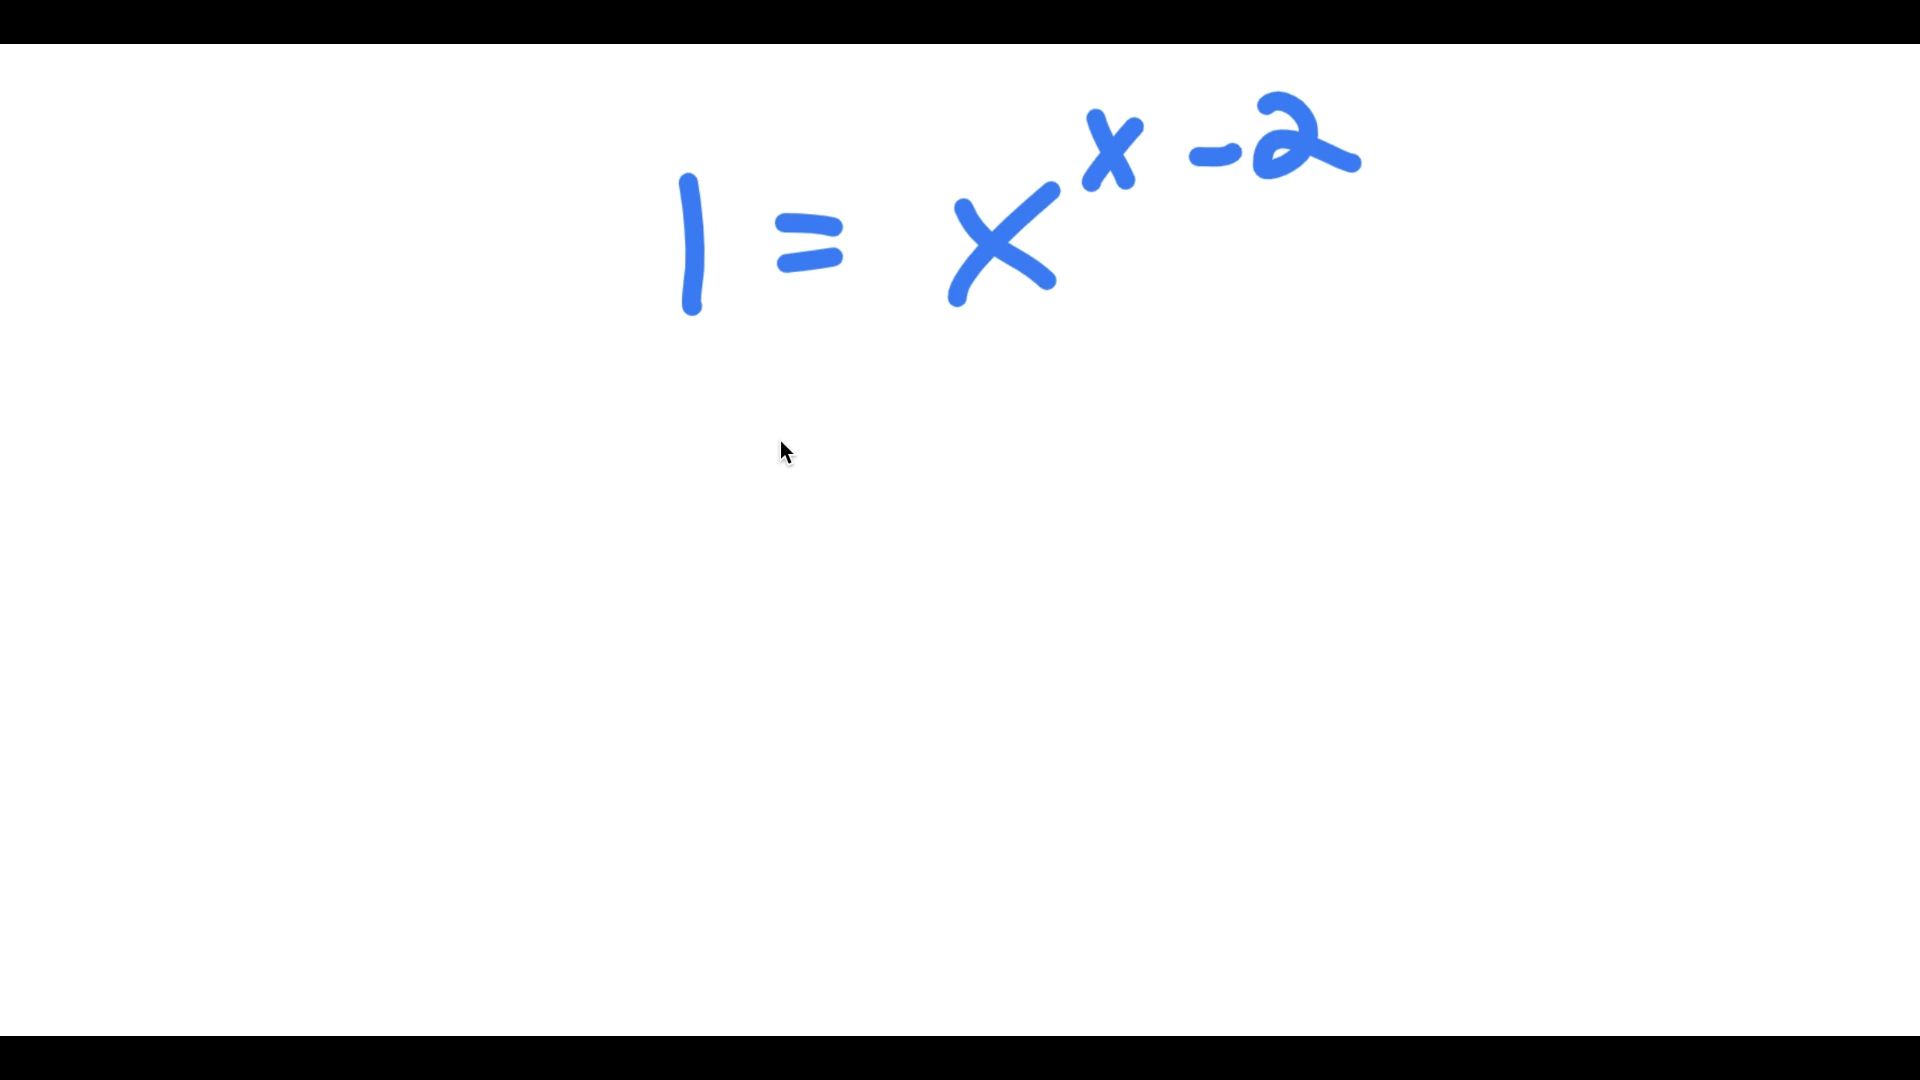 1 = x^{x-2}